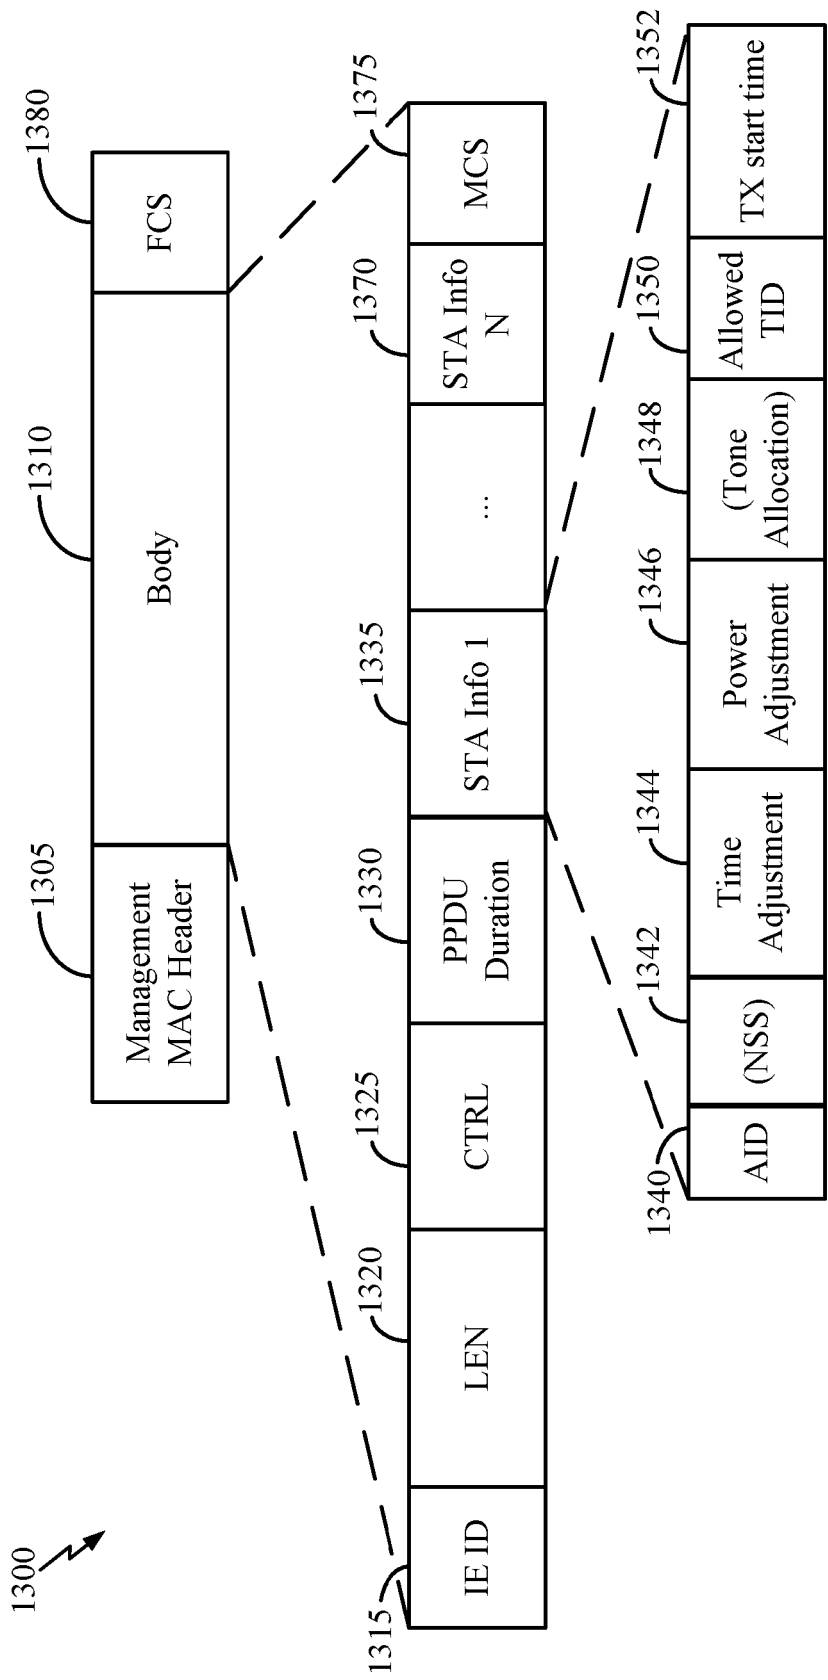 1300
1305
1310
1380
Management
MAC Header
Body
FCS
1315
1320
1325
1330
1335
1370
1375
IE ID
LEN
CTRL
PPDU
Duration
STA Info 1
...
STA Info
N
MCS
1340
1342
1344
1346
1348
1350
1352
AID
(NSS)
Time
Adjustment
Power
Adjustment
(Tone
Allocation)
Allowed
TID
TX start time